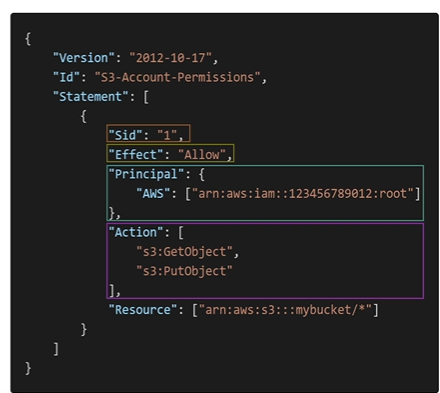 {
"Version": "2012-10-17",
"Id": "S3-Account-Permissions",
"Statement": [
{
"Sid": "1",
"Effect": "Allow",
"Principal": {
"AWS": ["arn:aws:iam::123456789012:root"]
},
"Action": [
"s3:GetObject",
"s3:PutObject"
],
"Resource": ["arn:aws:s3:::mybucket/*"]
}
]
}